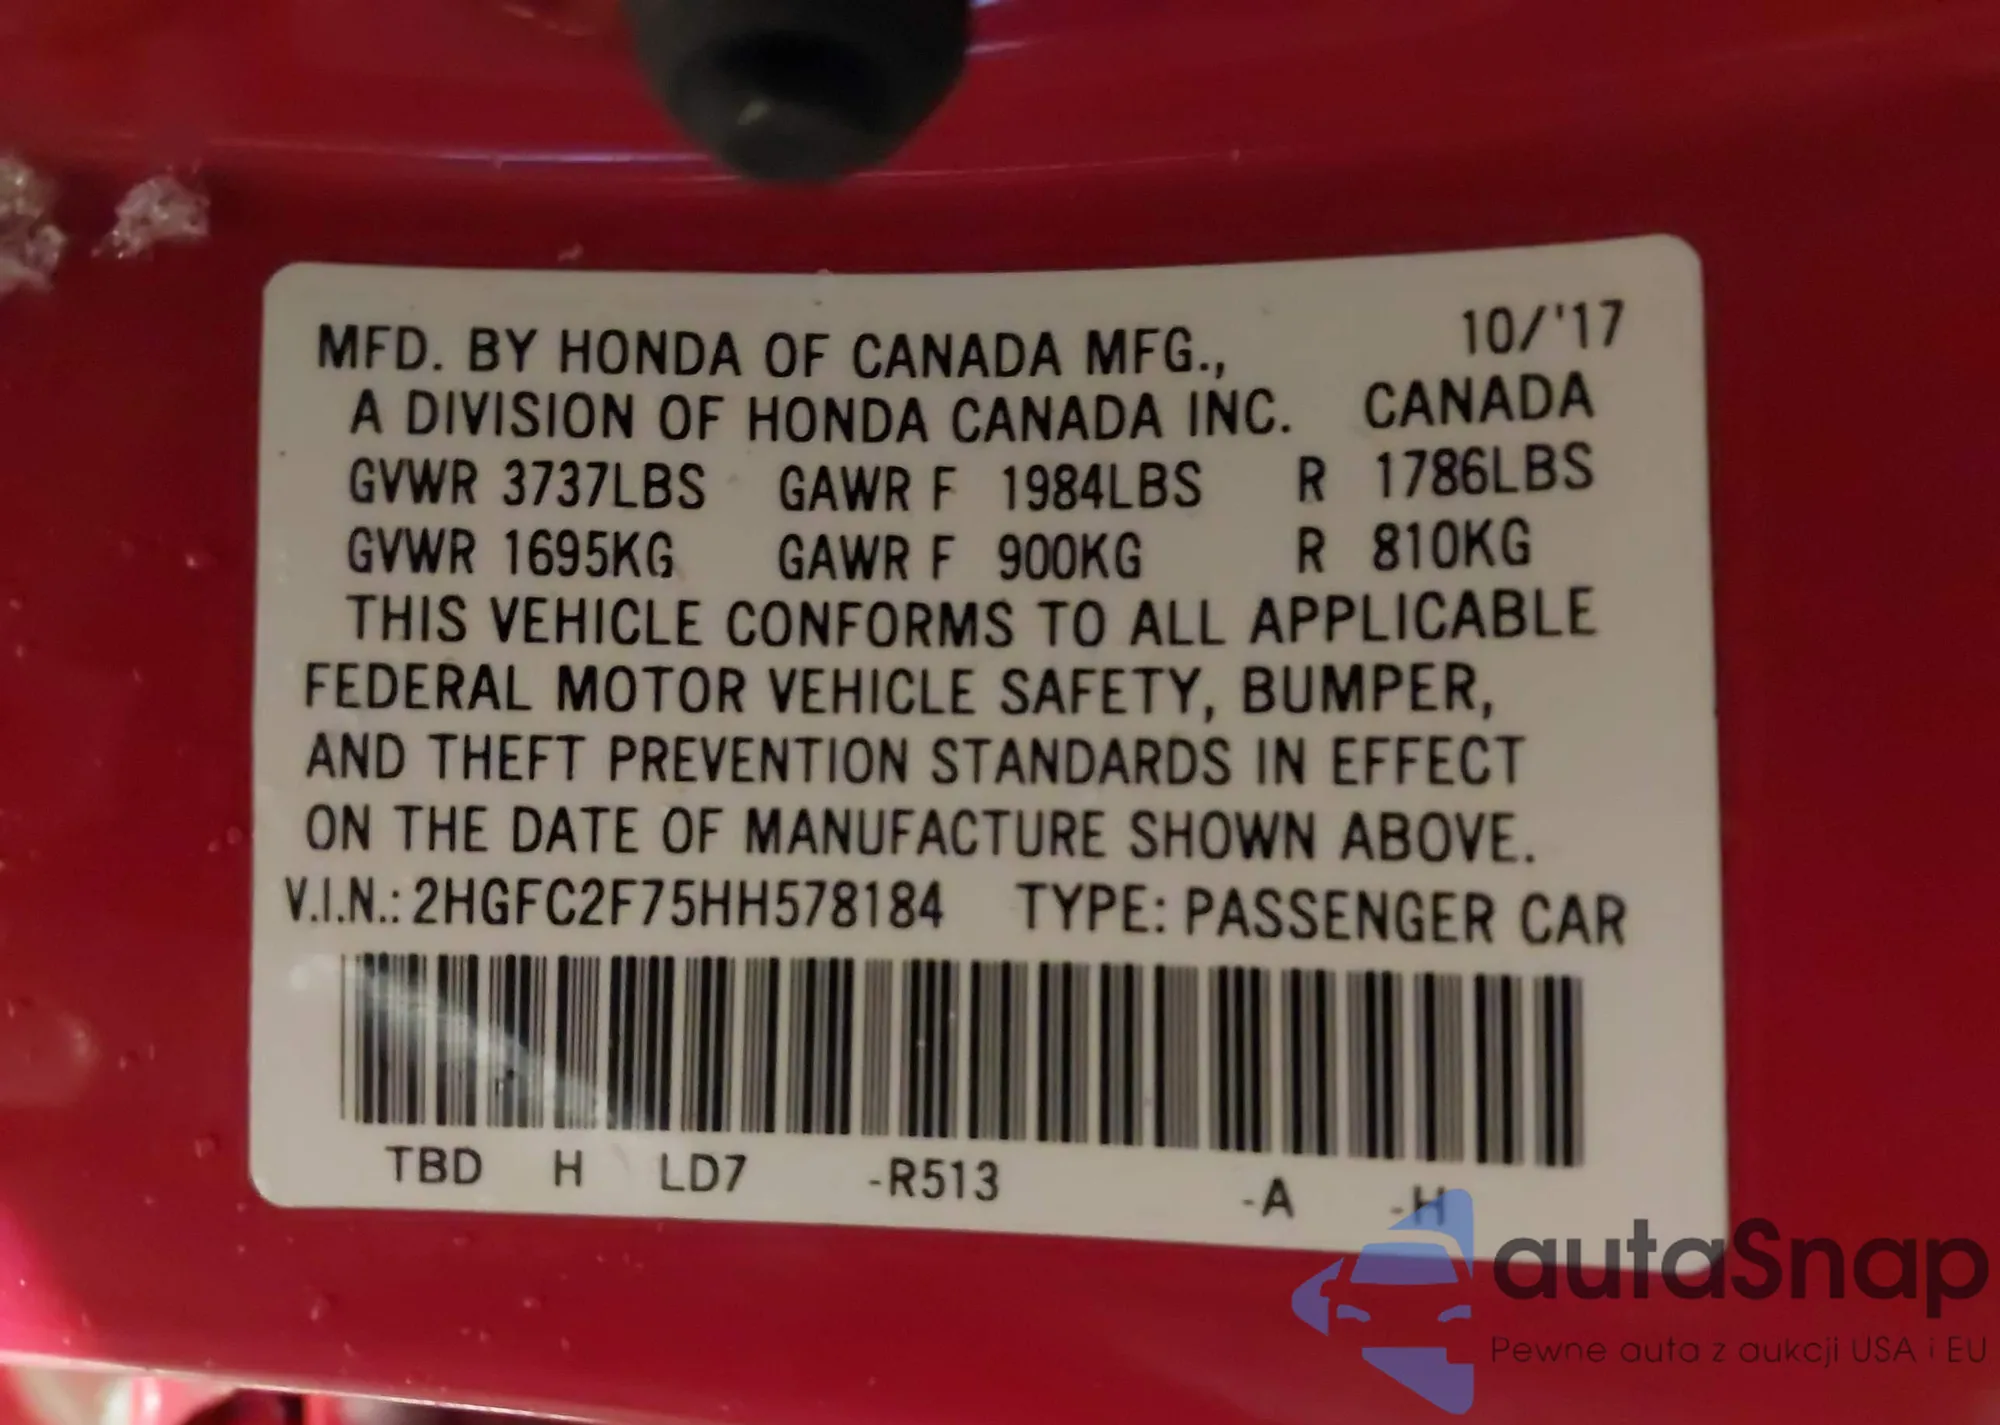 10/'17
MFD. BY HONDA OF CANADA MFG.,
A DIVISION OF HONDA CANADA INC. CANADA
GVWR 3737LBS GAWR F 1984LBS R 1786LBS
GVWR 1695KG GAWR F 900KG R 810KG
THIS VEHICLE CONFORMS TO ALL APPLICABLE
FEDERAL MOTOR VEHICLE SAFETY, BUMPER,
AND THEFT PREVENTION STANDARDS IN EFFECT
ON THE DATE OF MANUFACTURE SHOWN ABOVE.
V.I.N.: 2HGFC2F75HH578184 TYPE: PASSENGER CAR
TBD H LD7 -R513 -A -H
autaSnap
Pewne auta z aukcji USA i EU